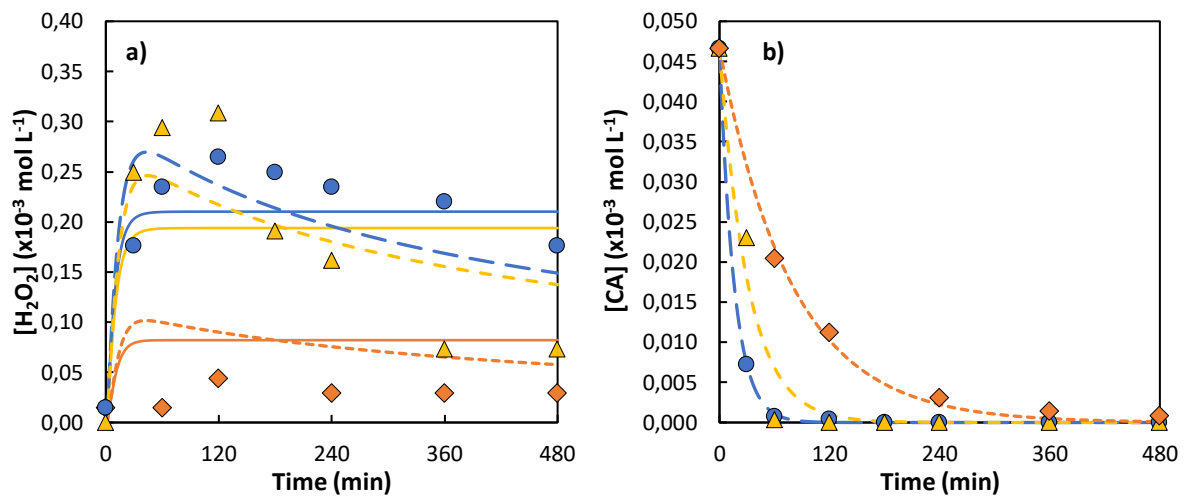 a)
[H₂O₂] (x10⁻³ mol L⁻¹)
0,40
0,35
0,30
0,25
0,20
0,15
0,10
0,05
0,00
0 120 240 360 480
Time (min)
b)
[CA] (x10⁻³ mol L⁻¹)
0,050
0,045
0,040
0,035
0,030
0,025
0,020
0,015
0,010
0,005
0,000
0 120 240 360 480
Time (min)